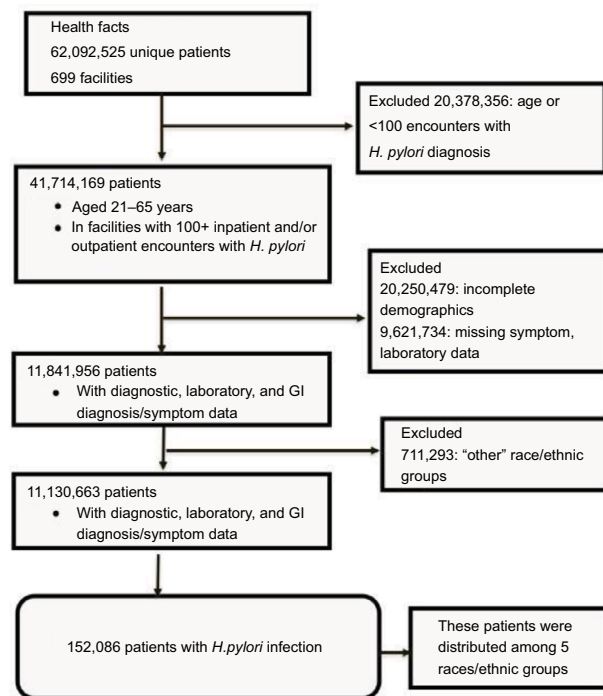 Health facts
62,092,525 unique patients
699 facilities
Excluded 20,378,356: age or
<100 encounters with
H. pylori diagnosis
41,714,169 patients
• Aged 21–65 years
• In facilities with 100+ inpatient and/or
outpatient encounters with H. pylori
Excluded
20,250,479: incomplete
demographics
9,621,734: missing symptom,
laboratory data
11,841,956 patients
• With diagnostic, laboratory, and GI
diagnosis/symptom data
Excluded
711,293: “other” race/ethnic
groups
11,130,663 patients
• With diagnostic, laboratory, and GI
diagnosis/symptom data
152,086 patients with H.pylori infection
These patients were
distributed among 5
races/ethnic groups